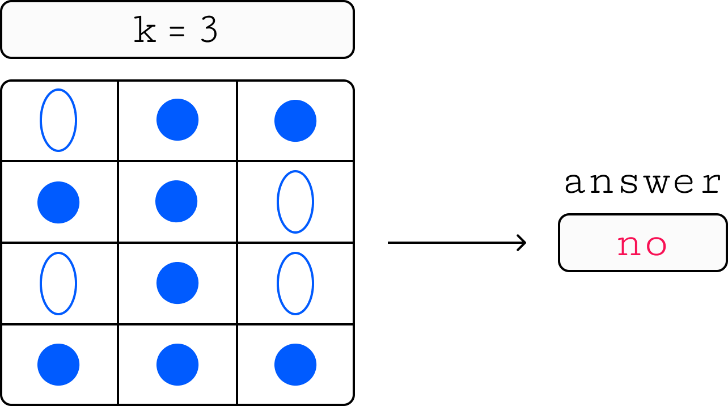 k = 3
answer
no